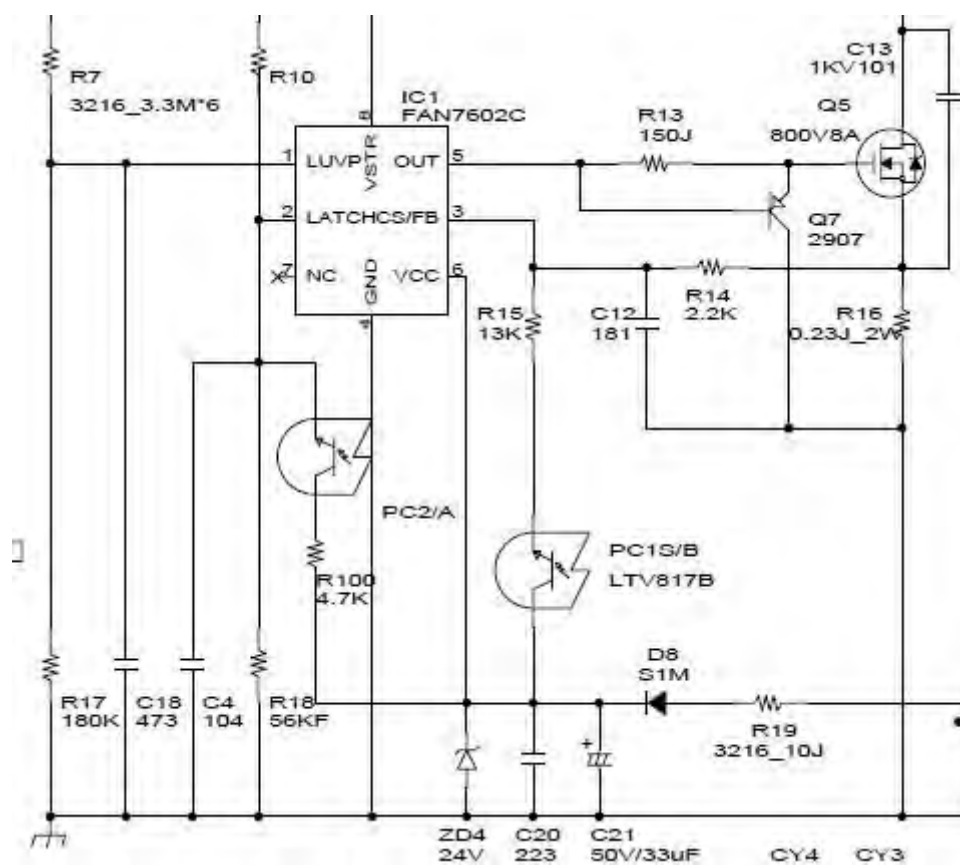 C13
1KV101
R7
3216_3.3M*6
R10
IC1
FAN7602C
R13
150J
Q5
800V8A
8
1
LUVP
VSTR
OUT
5
2
LATCH
CS/FB
3
Q7
2907
7
NC
GND
VCC
6
4
R14
2.2K
R15
13K
C12
181
R16
0.23J_2W
PC2/A
PC1S/B
LTV817B
R100
4.7K
D8
S1M
R17
180K
C18
473
C4
104
R18
56KF
R19
3216_10J
ZD4
24V
C20
223
C21
50V/33uF
CY4
CY3
+